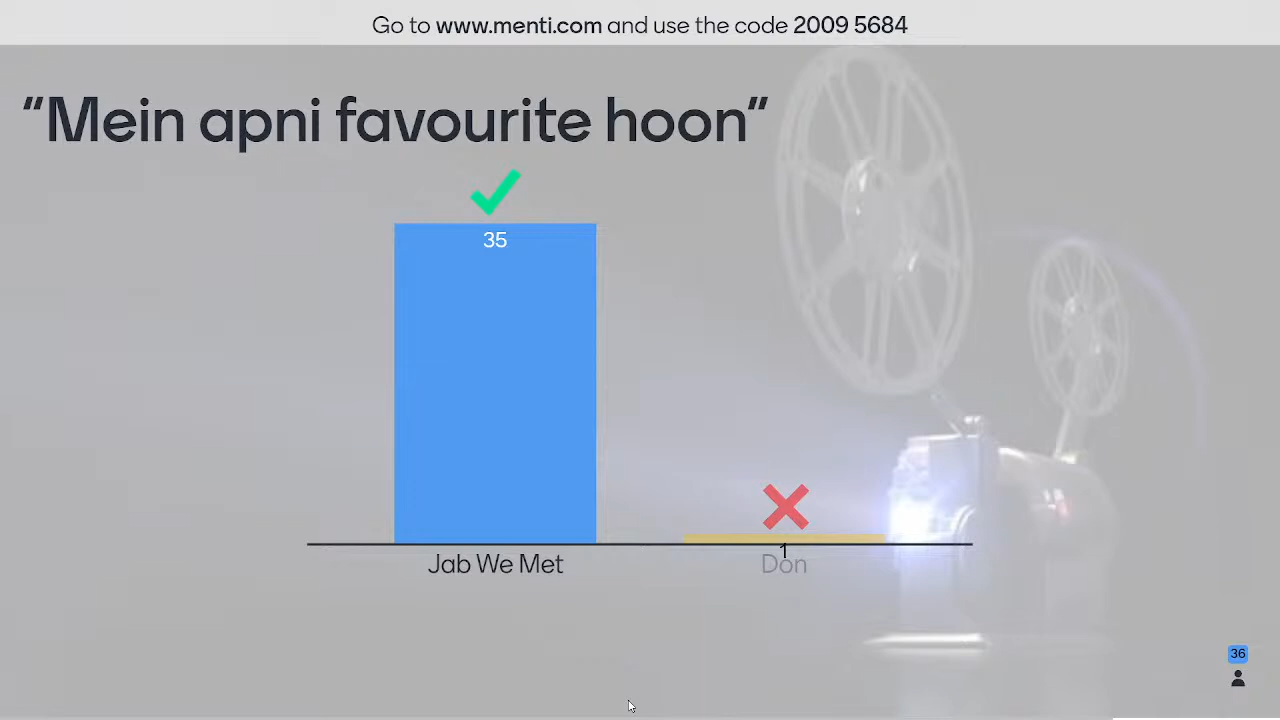 Go to www.menti.com and use the code 2009 5684
“Mein apni favourite hoon”
35
1
Jab We Met
Don
36